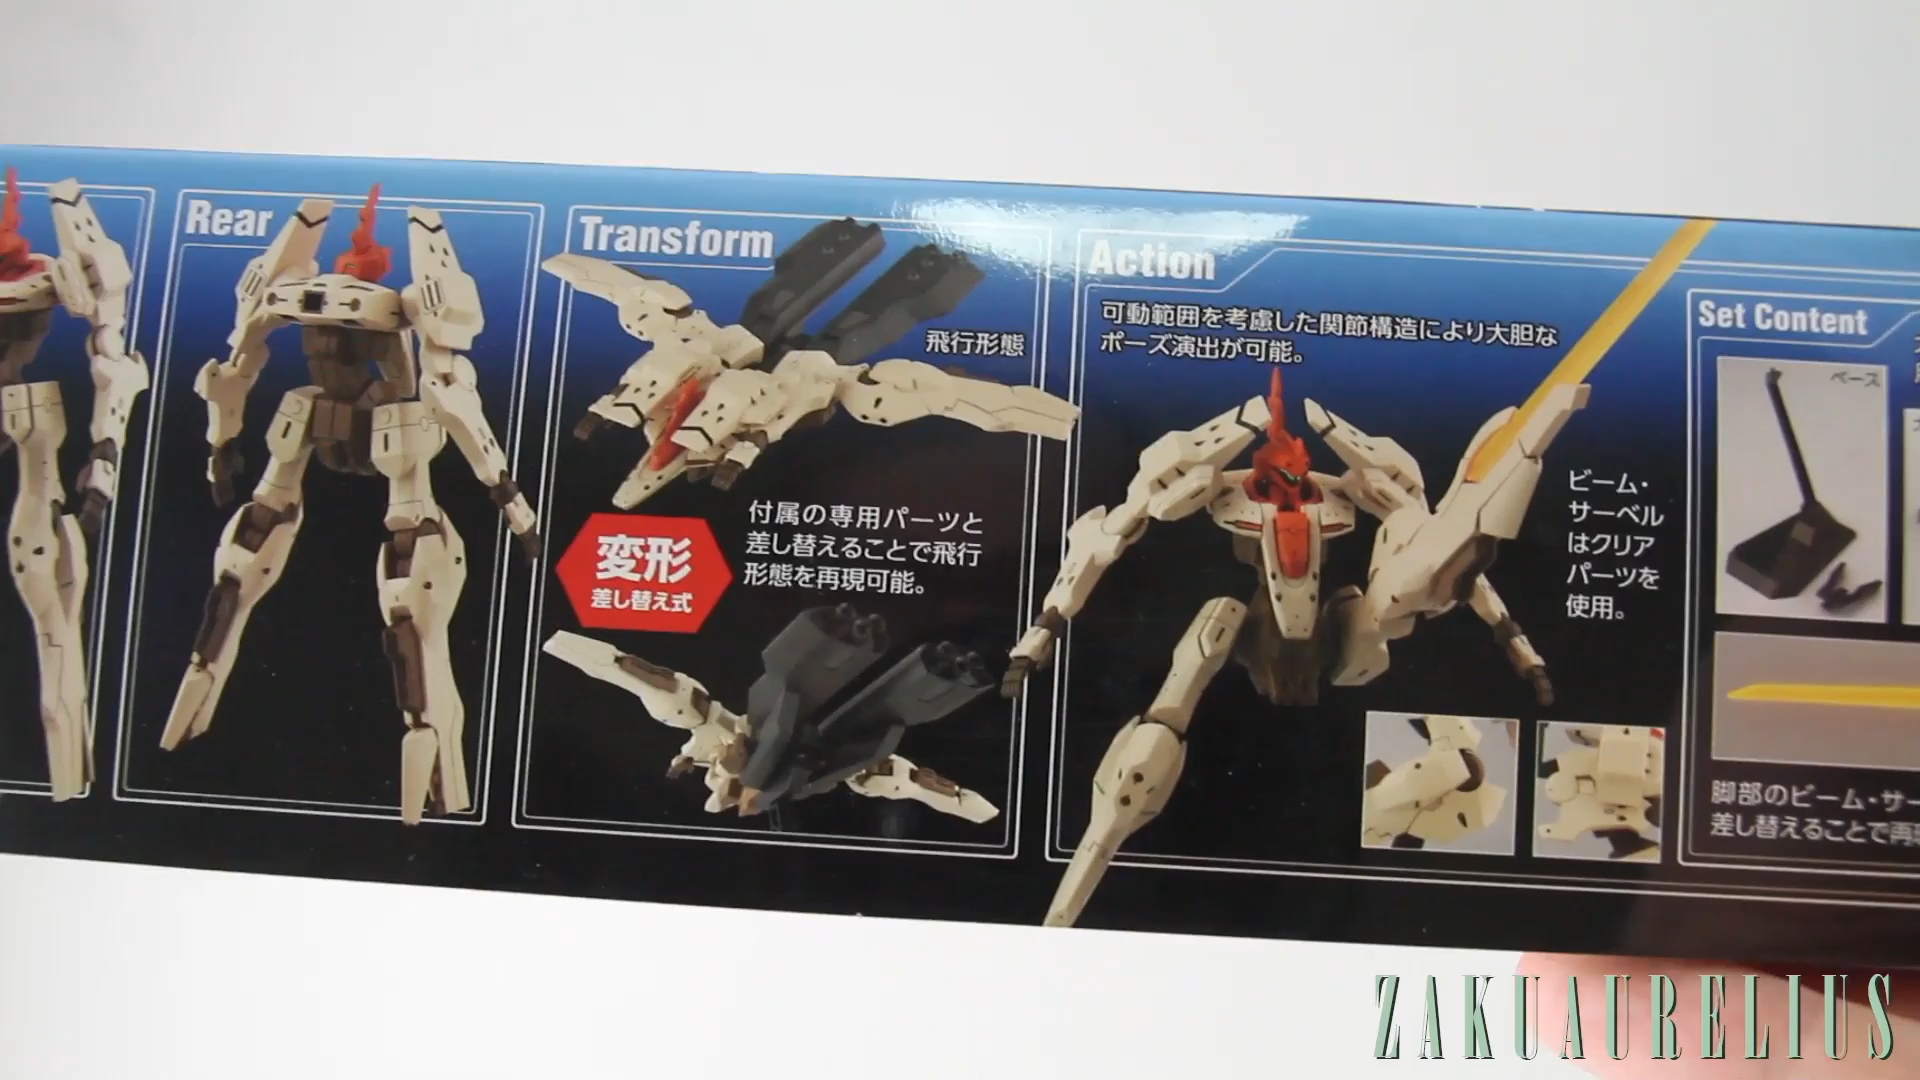 Rear
Transform
飛行形態
変形
差し替え式
付属の専用パーツと
差し替えることで飛行
形態を再現可能。
Action
可動範囲を考慮した関節構造により大胆な
ポーズ演出が可能。
ビーム・
サーベル
はクリア
パーツを
使用。
Set Content
ベース
脚部のビーム・サー
差し替えることで再
ZAKUAURELIUS